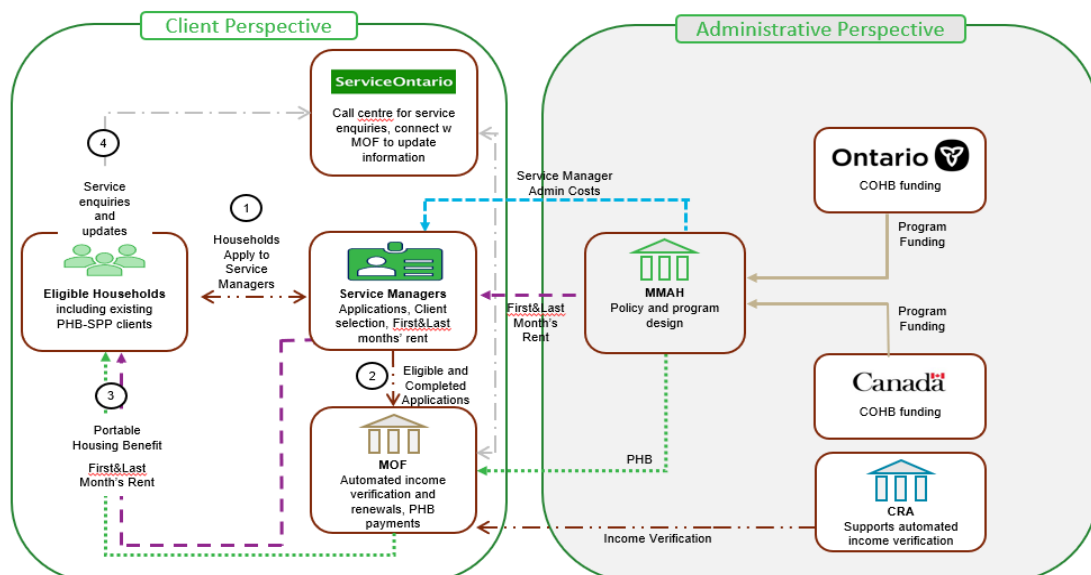 Client Perspective
Administrative Perspective
ServiceOntario
Call centre for service
enquiries, connect w
MOF to update
information
4
Service
enquiries
and
updates
1
Households
Apply to
Service
Managers
Eligible Households
including existing
PHB-SPP clients
Service Managers
Applications, Client
selection, First&Last
months' rent
Service Manager
Admin Costs
First&Last
Month's
Rent
MMAH
Policy and program
design
Ontario
COHB funding
Program
Funding
Program
Funding
Canada
COHB funding
2
Eligible and
Completed
Applications
3
Portable
Housing Benefit
First&Last
Month's Rent
MOF
Automated income
verification and
renewals, PHB
payments
PHB
Income Verification
CRA
Supports automated
income verification